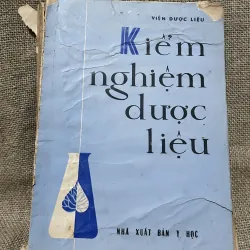 VIỆN DƯỢC LIỆU
Kiểm
nghiệm
dược
liệu
NHÀ XUẤT BẢN Y HỌC